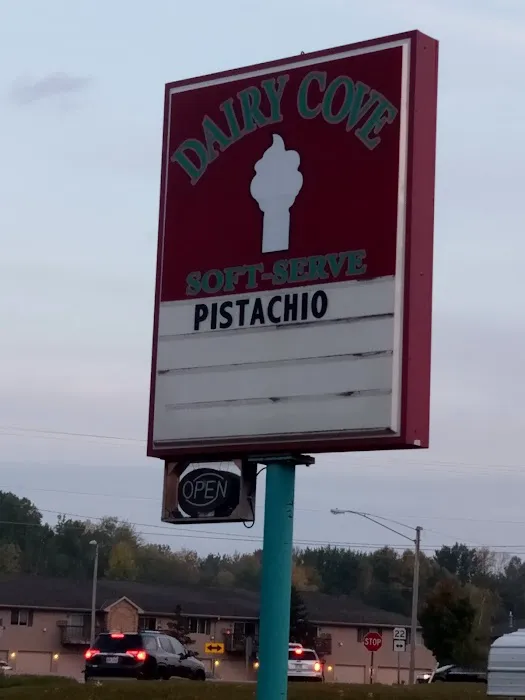 DAIRY COVE
SOFT-SERVE
PISTACHIO
OPEN
STOP
22